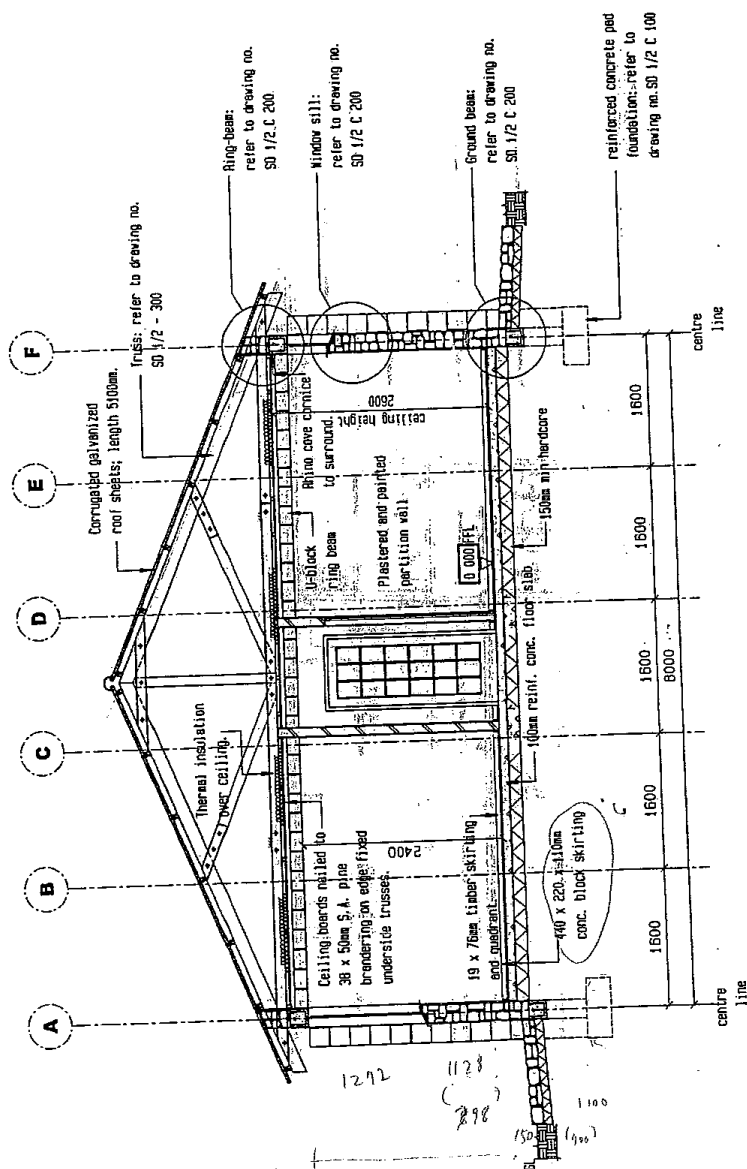 A
B
C
D
E
F
Corrugated galvanized
roof sheets; length 5100mm.
Truss: refer to drawing no.
SD 1/2 - 300
Ring-beam:
refer to drawing no.
SD 1/2 C 200
Window sill:
refer to drawing no.
SD 1/2 C 200
Ground beam:
refer to drawing no.
SD 1/2 C 200
reinforced concrete pad
foundation: refer to
drawing no. SD 1/2 C 100
Thermal insulation
over ceiling.
Ceiling boards nailed to
38 x 50mm S.A. pine
brandering on edge fixed
underside trusses.
U-block
ring beam
Rhino cove cornice
to surround.
Plastered and painted
partition wall
2400
2600
ceiling height
0 000 FFL
19 x 76mm timber skirting
and quadrant
440 x 220 x 110mm
conc. block skirting
100mm reinf. conc. floor slab
150mm min hardcore
1600
1600
1600
1600
1600
8000
centre
line
centre
line
1128
150
1100